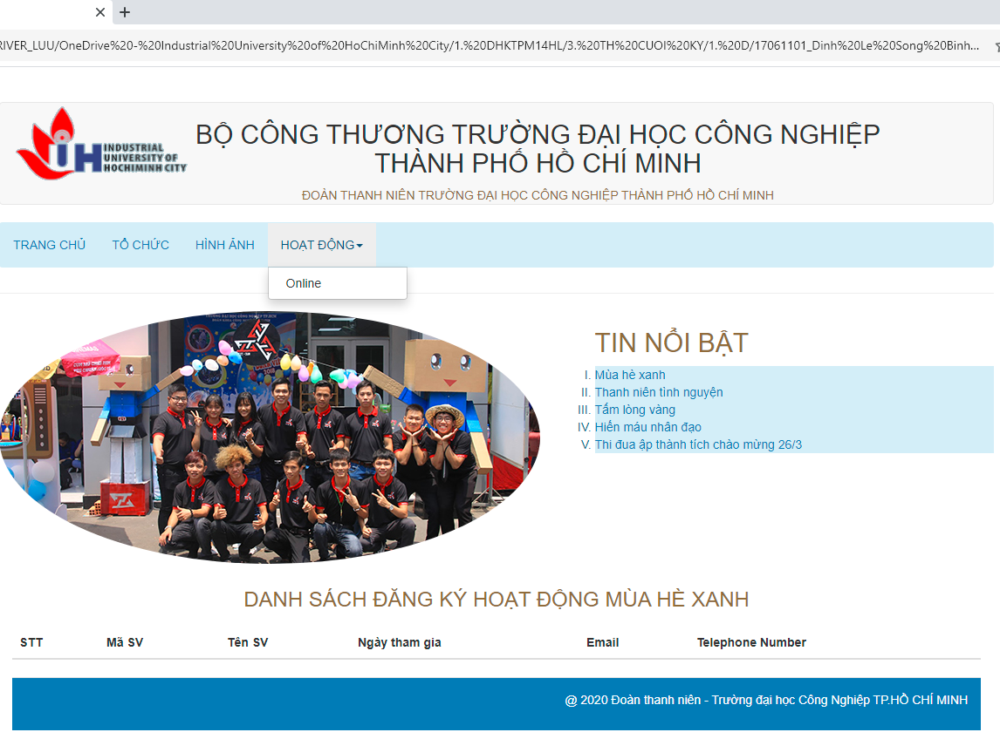 RIVER_LUU/OneDrive%20-%20Industrial%20University%20of%20HoChiMinh%20City/1.%20DHKTPM14HL/3.%20TH%20CUOI%20KY/1.%20D/17061101_Dinh%20Le%20Song%20Binh...
INDUSTRIAL
UNIVERSITY OF
HOCHIMINH CITY
BỘ CÔNG THƯƠNG TRƯỜNG ĐẠI HỌC CÔNG NGHIỆP
THÀNH PHỐ HỒ CHÍ MINH
ĐOÀN THANH NIÊN TRƯỜNG ĐẠI HỌC CÔNG NGHIỆP THÀNH PHỐ HỒ CHÍ MINH
TRANG CHỦ TỔ CHỨC HÌNH ẢNH HOẠT ĐỘNG
Online
TIN NỔI BẬT
I. Mùa hè xanh
II. Thanh niên tình nguyện
III. Tấm lòng vàng
IV. Hiến máu nhân đạo
V. Thi đua ập thành tích chào mừng 26/3
DANH SÁCH ĐĂNG KÝ HOẠT ĐỘNG MÙA HÈ XANH
STT Mã SV Tên SV Ngày tham gia Email Telephone Number
@ 2020 Đoàn thanh niên - Trường đại học Công Nghiệp TP.HỒ CHÍ MINH